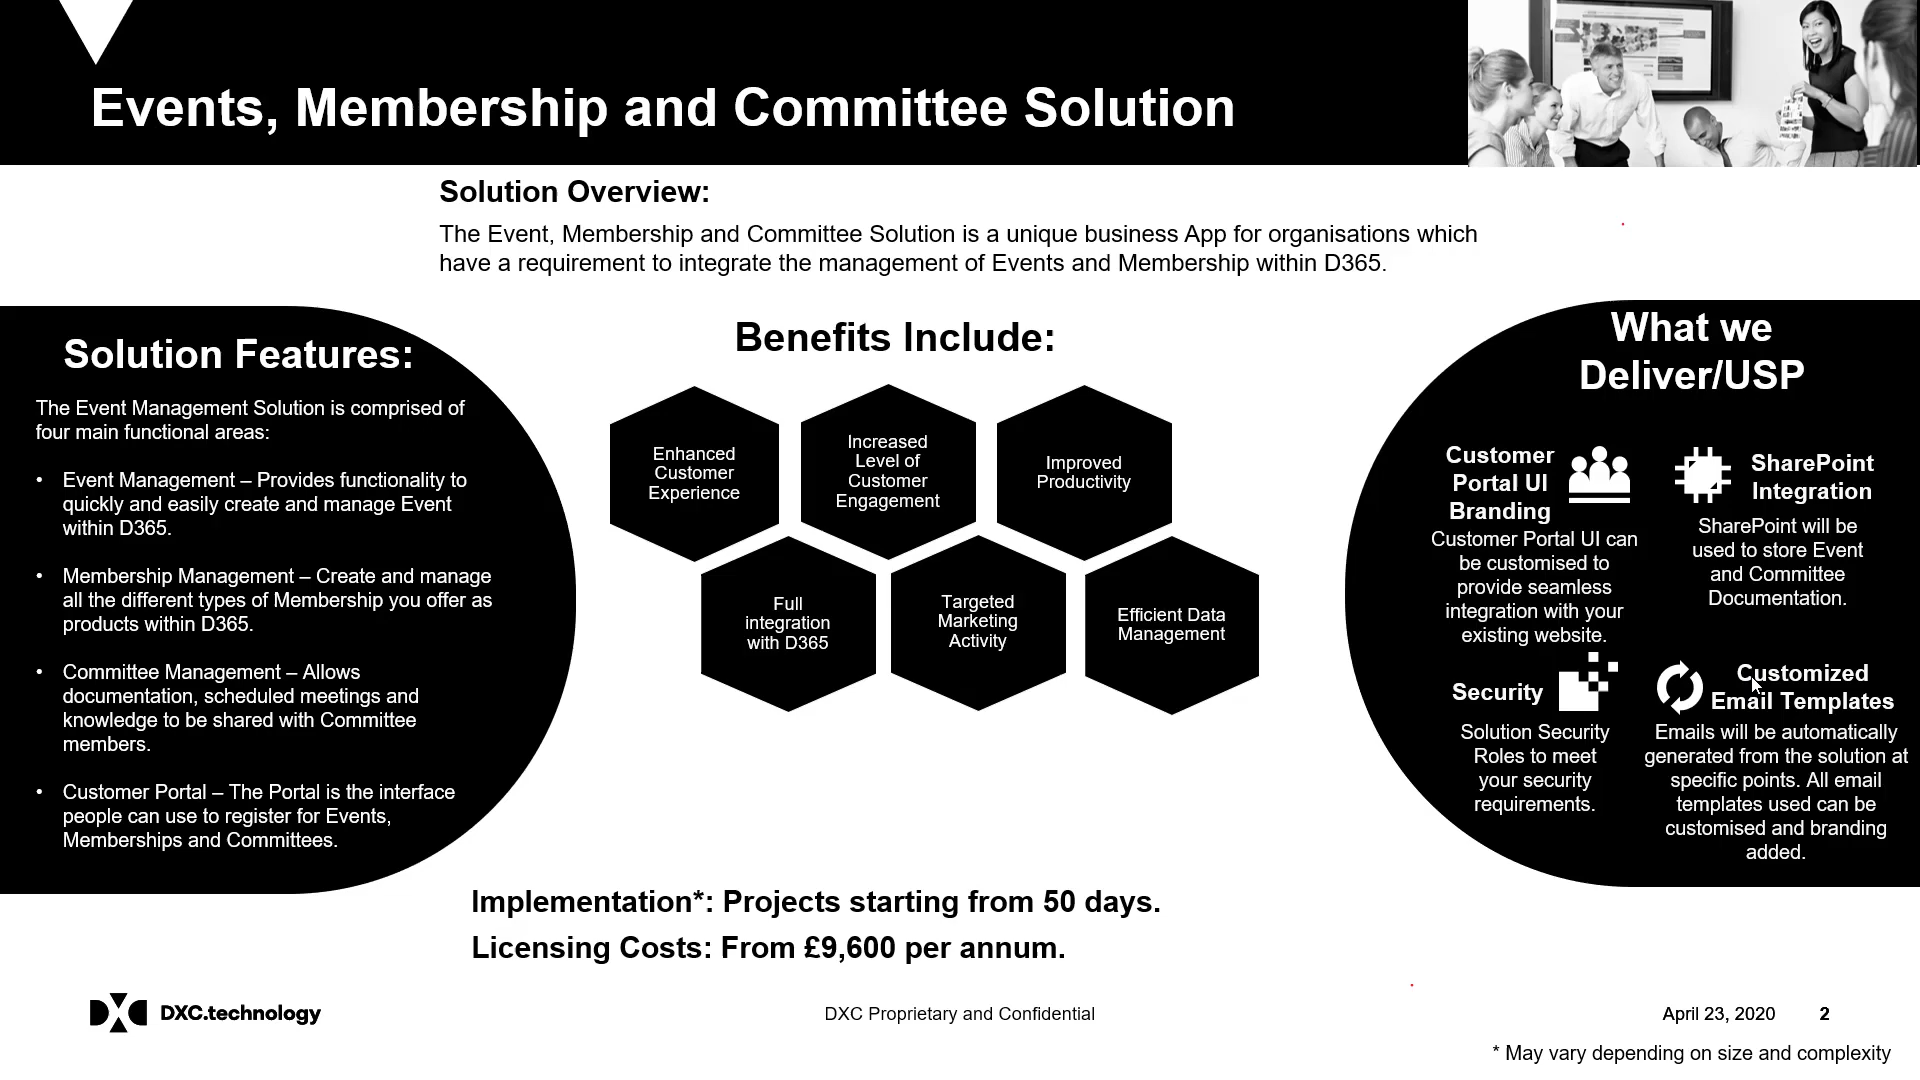 Events, Membership and Committee Solution
Solution Overview:
The Event, Membership and Committee Solution is a unique business App for organisations which
have a requirement to integrate the management of Events and Membership within D365.
Solution Features:
The Event Management Solution is comprised of
four main functional areas:
• Event Management – Provides functionality to
quickly and easily create and manage Event
within D365.
• Membership Management – Create and manage
all the different types of Membership you offer as
products within D365.
• Committee Management – Allows
documentation, scheduled meetings and
knowledge to be shared with Committee
members.
• Customer Portal – The Portal is the interface
people can use to register for Events,
Memberships and Committees.
Benefits Include:
Enhanced
Customer
Experience
Increased
Level of
Customer
Engagement
Improved
Productivity
Full
integration
with D365
Targeted
Marketing
Activity
Efficient Data
Management
What we
Deliver/USP
Customer
Portal UI
Branding
Customer Portal UI can
be customised to
provide seamless
integration with your
existing website.
SharePoint
Integration
SharePoint will be
used to store Event
and Committee
Documentation.
Security
Solution Security
Roles to meet
your security
requirements.
Customized
Email Templates
Emails will be automatically
generated from the solution at
specific points. All email
templates used can be
customised and branding
added.
Implementation*: Projects starting from 50 days.
Licensing Costs: From £9,600 per annum.
DXC.technology
DXC Proprietary and Confidential
April 23, 2020 2
* May vary depending on size and complexity